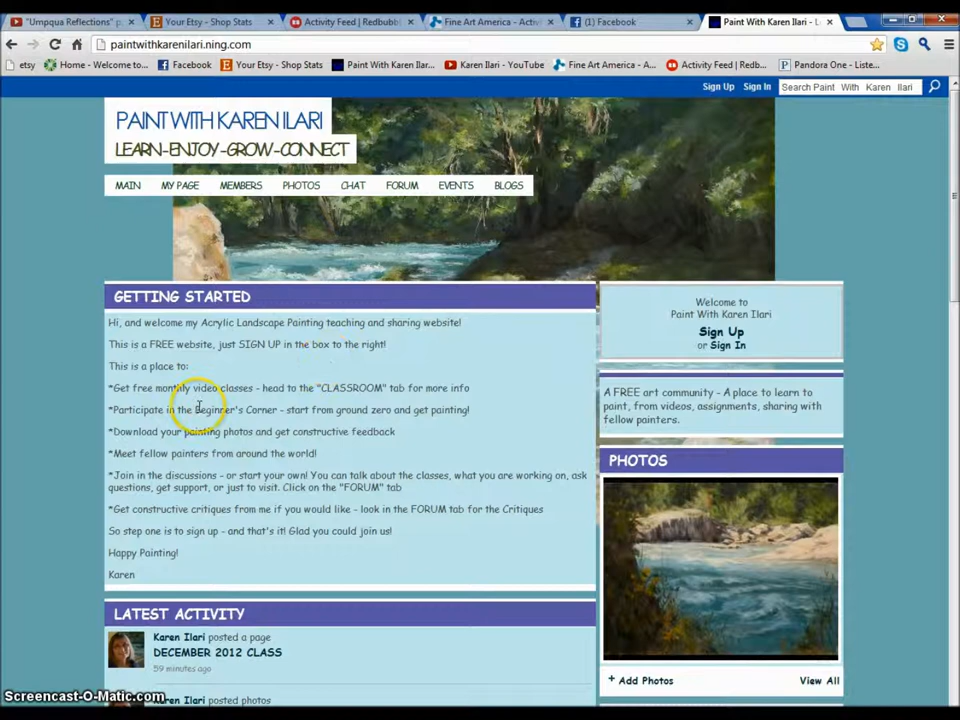 "Umpqua Reflections" p
Your Etsy - Shop Stats
Activity Feed | Redbubbl
Fine Art America - Activ
(1) Facebook
Paint With Karen Ilari - L
paintwithkarenilari.ning.com
etsy
Home - Welcome to...
Facebook
Your Etsy - Shop Stats
Paint With Karen Ilar...
Karen Ilari - YouTube
Fine Art America - A...
Activity Feed | Redb...
Pandora One - Liste...
Sign Up
Sign In
Search Paint With Karen Ilari
PAINT WITH KAREN ILARI
LEARN-ENJOY-GROW-CONNECT
MAIN
MY PAGE
MEMBERS
PHOTOS
CHAT
FORUM
EVENTS
BLOGS
GETTING STARTED
Hi, and welcome my Acrylic Landscape Painting teaching and sharing website!
This is a FREE website, just SIGN UP in the box to the right!
This is a place to:
*Get free monthly video classes - head to the "CLASSROOM" tab for more info
*Participate in the Beginner's Corner - start from ground zero and get painting!
*Download your painting photos and get constructive feedback
*Meet fellow painters from around the world!
*Join in the discussions - or start your own! You can talk about the classes, what you are working on, ask
questions, get support, or just to visit. Click on the "FORUM" tab
*Get constructive critiques from me if you would like - look in the FORUM tab for the Critiques
So step one is to sign up - and that's it! Glad you could join us!
Happy Painting!
Karen
LATEST ACTIVITY
Karen Ilari posted a page
DECEMBER 2012 CLASS
59 minutes ago
Karen Ilari posted photos
Welcome to
Paint With Karen Ilari
Sign Up
or Sign In
A FREE art community - A place to learn to
paint, from videos, assignments, sharing with
fellow painters.
PHOTOS
+ Add Photos
View All
Screencast-O-Matic.com